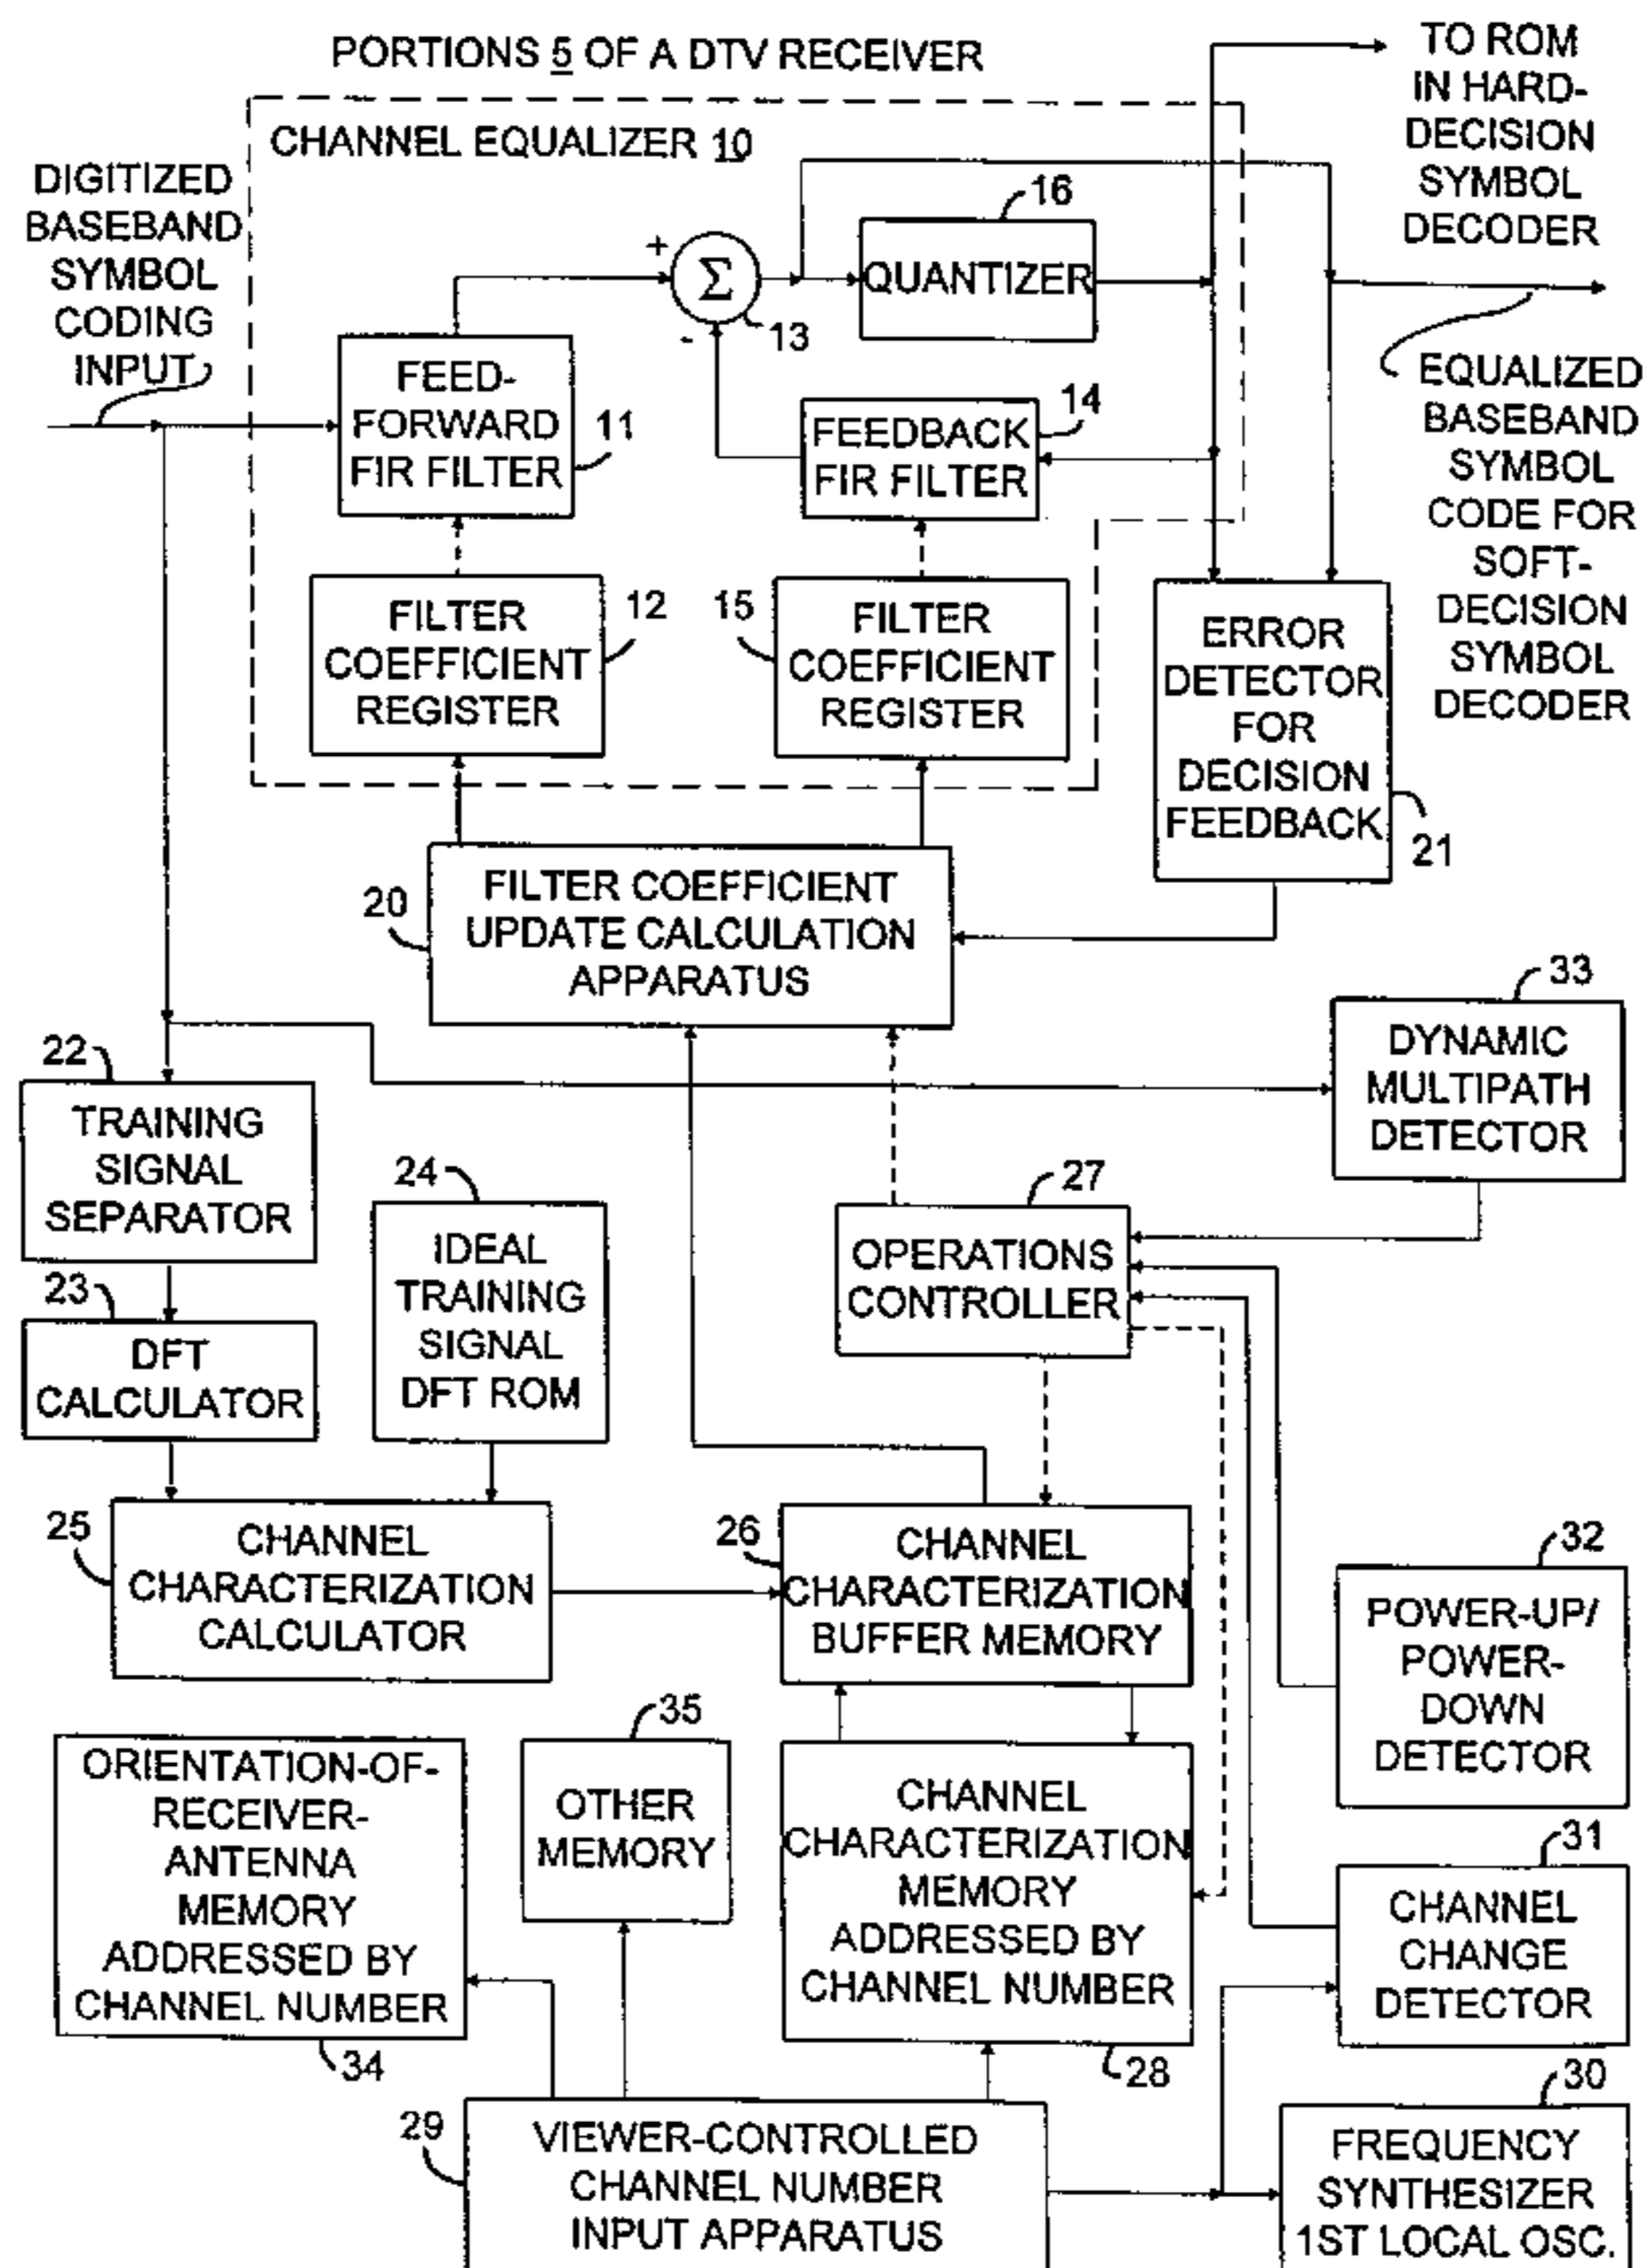 PORTIONS 5 OF A DTV RECEIVER
TO ROM
IN HARD-
DECISION
SYMBOL
DECODER
CHANNEL EQUALIZER 10
DIGITIZED
BASEBAND
SYMBOL
CODING
INPUT
16
QUANTIZER
+
Σ
-
13
FEED-
FORWARD
FIR FILTER
11
14
FEEDBACK
FIR FILTER
EQUALIZED
BASEBAND
SYMBOL
CODE FOR
SOFT-
DECISION
SYMBOL
DECODER
FILTER
COEFFICIENT
REGISTER
12
15
FILTER
COEFFICIENT
REGISTER
ERROR
DETECTOR
FOR
DECISION
FEEDBACK
21
20
FILTER COEFFICIENT
UPDATE CALCULATION
APPARATUS
33
DYNAMIC
MULTIPATH
DETECTOR
22
TRAINING
SIGNAL
SEPARATOR
24
IDEAL
TRAINING
SIGNAL
DFT ROM
27
OPERATIONS
CONTROLLER
23
DFT
CALCULATOR
25
CHANNEL
CHARACTERIZATION
CALCULATOR
26
CHANNEL
CHARACTERIZATION
BUFFER MEMORY
32
POWER-UP/
POWER-
DOWN
DETECTOR
ORIENTATION-OF-
RECEIVER-
ANTENNA
MEMORY
ADDRESSED BY
CHANNEL NUMBER
34
35
OTHER
MEMORY
CHANNEL
CHARACTERIZATION
MEMORY
ADDRESSED BY
CHANNEL NUMBER
28
31
CHANNEL
CHANGE
DETECTOR
29
VIEWER-CONTROLLED
CHANNEL NUMBER
INPUT APPARATUS
30
FREQUENCY
SYNTHESIZER
1ST LOCAL OSC.